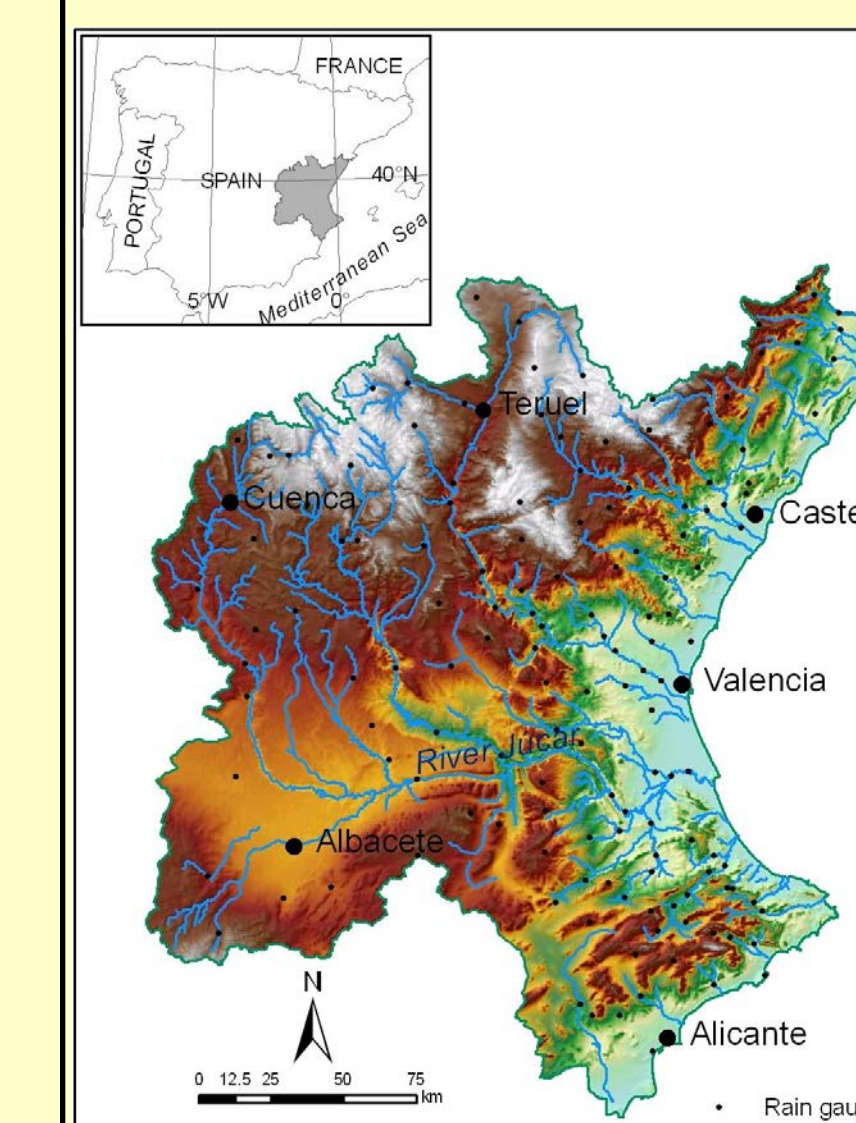 FRANCE
PORTUGAL
SPAIN
40°N
Mediterranean Sea
5°W
0°
Teruel
Cuenca
Caste
Valencia
River Júcar
Albacete
N
Alicante
0 12.5 25 50 75
km
Rain gau